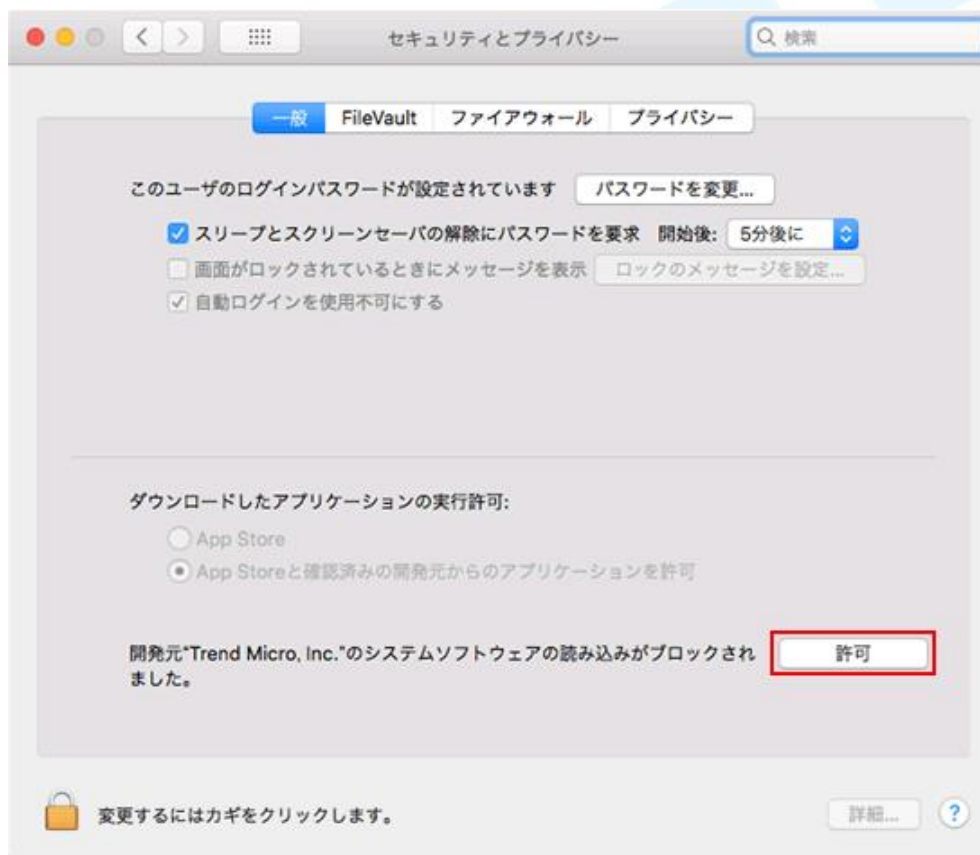 セキュリティとプライバシー
検索
一般 FileVault ファイアウォール プライバシー
このユーザのログインパスワードが設定されています パスワードを変更...
スリープとスクリーンセーバの解除にパスワードを要求 開始後: 5分後に
画面がロックされているときにメッセージを表示 ロックのメッセージを設定...
自動ログインを使用不可にする
ダウンロードしたアプリケーションの実行許可:
App Store
App Storeと確認済みの開発元からのアプリケーションを許可
開発元"Trend Micro, Inc."のシステムソフトウェアの読み込みがブロックされ 許可
ました。
変更するにはカギをクリックします。 詳細... ?